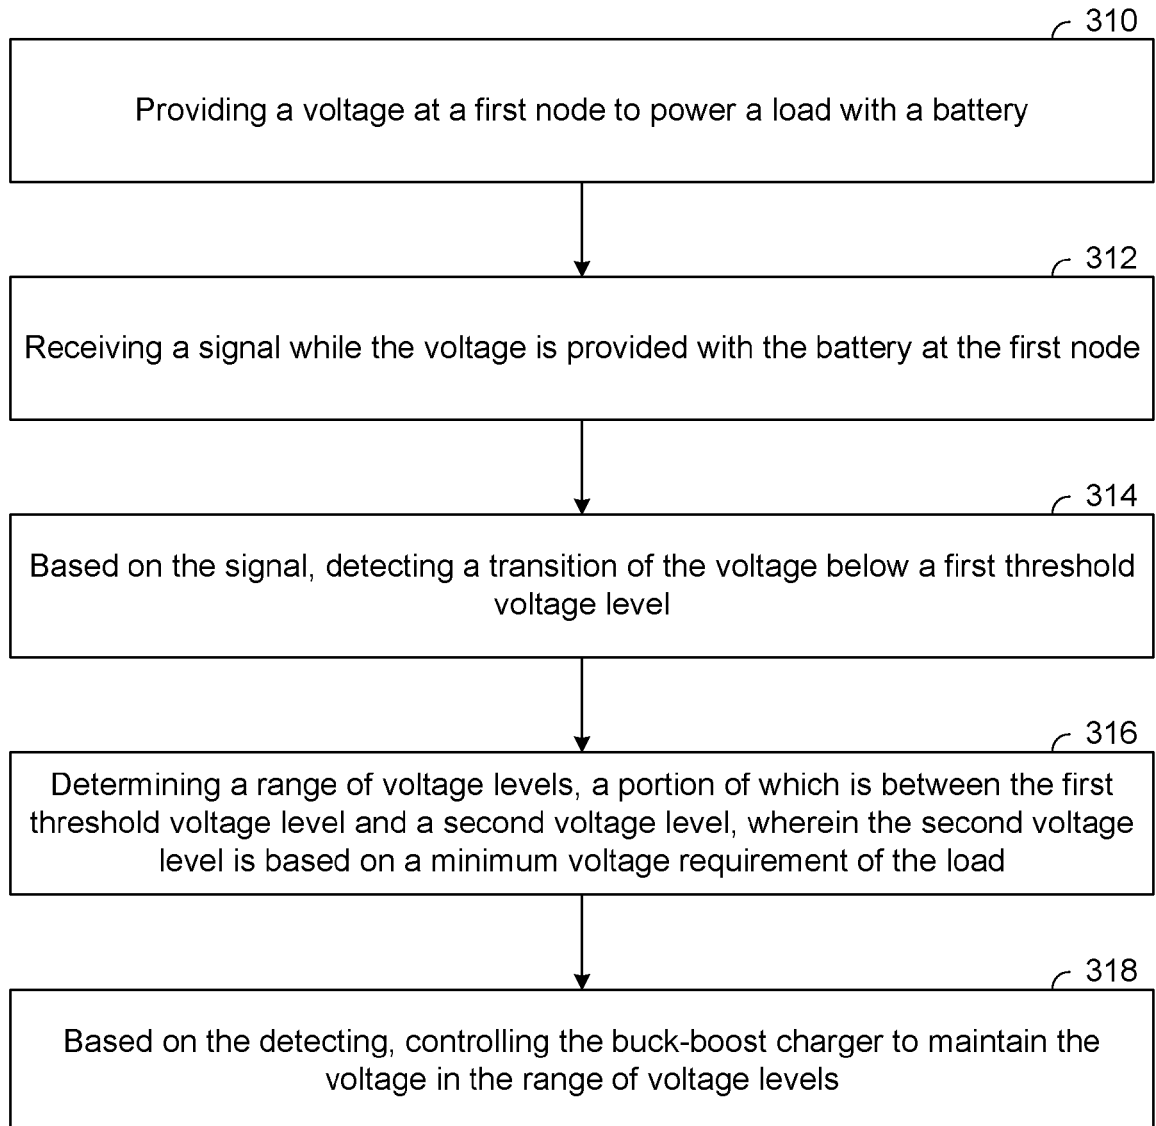 310
Providing a voltage at a first node to power a load with a battery
312
Receiving a signal while the voltage is provided with the battery at the first node
314
Based on the signal, detecting a transition of the voltage below a first threshold
voltage level
316
Determining a range of voltage levels, a portion of which is between the first
threshold voltage level and a second voltage level, wherein the second voltage
level is based on a minimum voltage requirement of the load
318
Based on the detecting, controlling the buck-boost charger to maintain the
voltage in the range of voltage levels